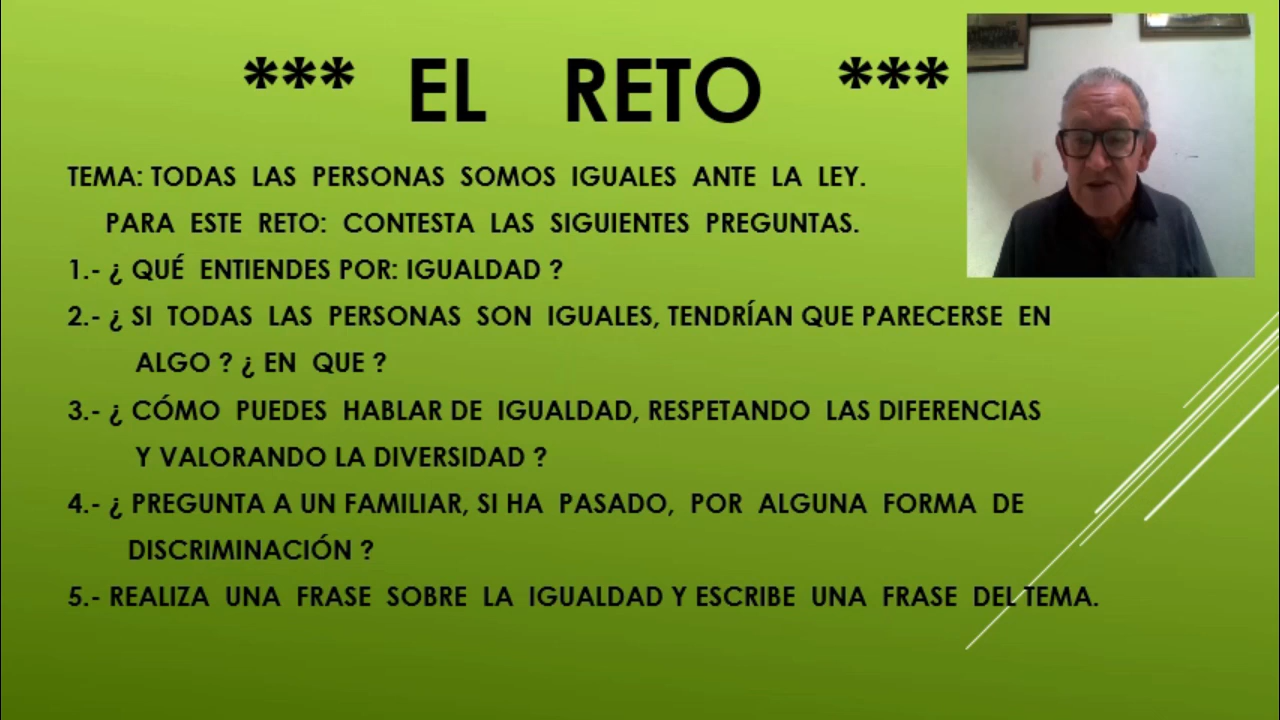 *** EL RETO ***
TEMA: TODAS LAS PERSONAS SOMOS IGUALES ANTE LA LEY.
PARA ESTE RETO: CONTESTA LAS SIGUIENTES PREGUNTAS.
1.- ¿ QUÉ ENTIENDES POR: IGUALDAD ?
2.- ¿ SI TODAS LAS PERSONAS SON IGUALES, TENDRÍAN QUE PARECERSE EN
ALGO ? ¿ EN QUE ?
3.- ¿ CÓMO PUEDES HABLAR DE IGUALDAD, RESPETANDO LAS DIFERENCIAS
Y VALORANDO LA DIVERSIDAD ?
4.- ¿ PREGUNTA A UN FAMILIAR, SI HA PASADO, POR ALGUNA FORMA DE
DISCRIMINACIÓN ?
5.- REALIZA UNA FRASE SOBRE LA IGUALDAD Y ESCRIBE UNA FRASE DEL TEMA.